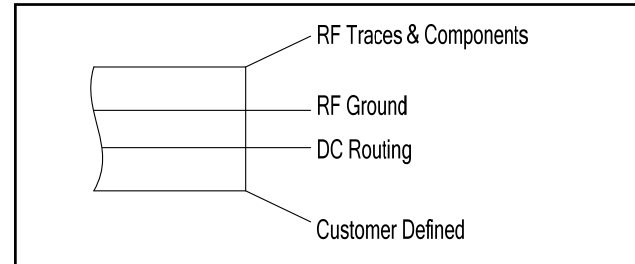 RF Traces & Components
RF Ground
DC Routing
Customer Defined